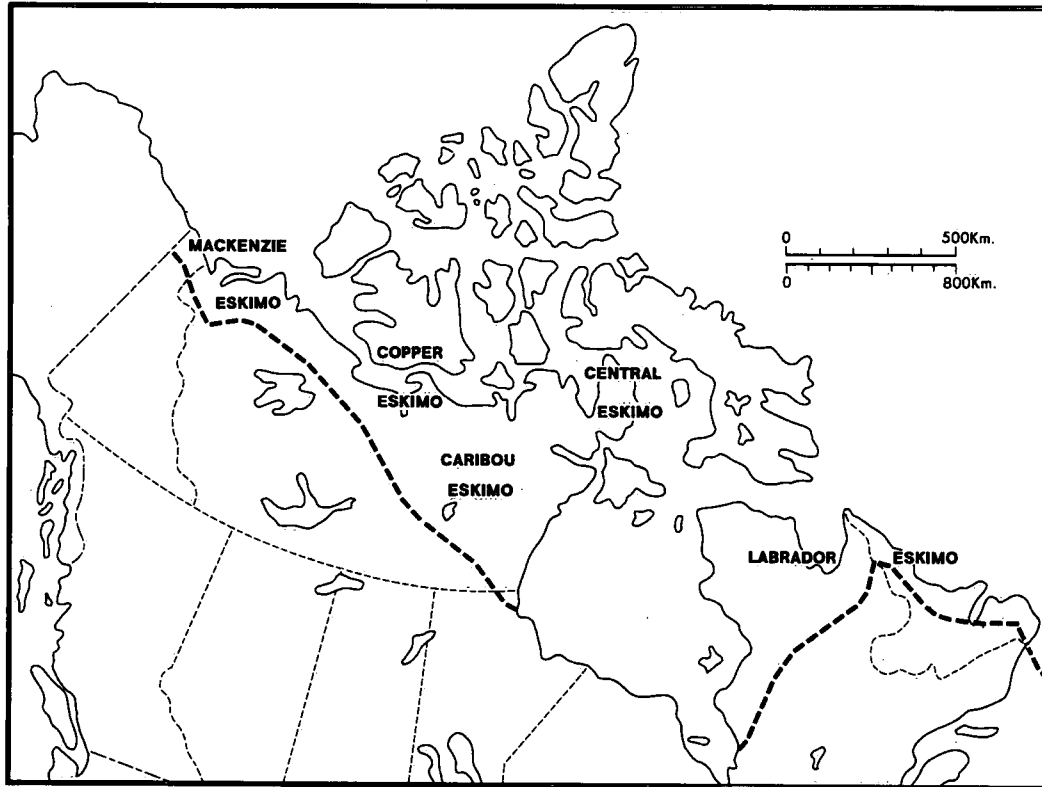 MACKENZIE
ESKIMO
0 500Km.
0 800Km.
COPPER
ESKIMO
CENTRAL
ESKIMO
CARIBOU
ESKIMO
LABRADOR ESKIMO